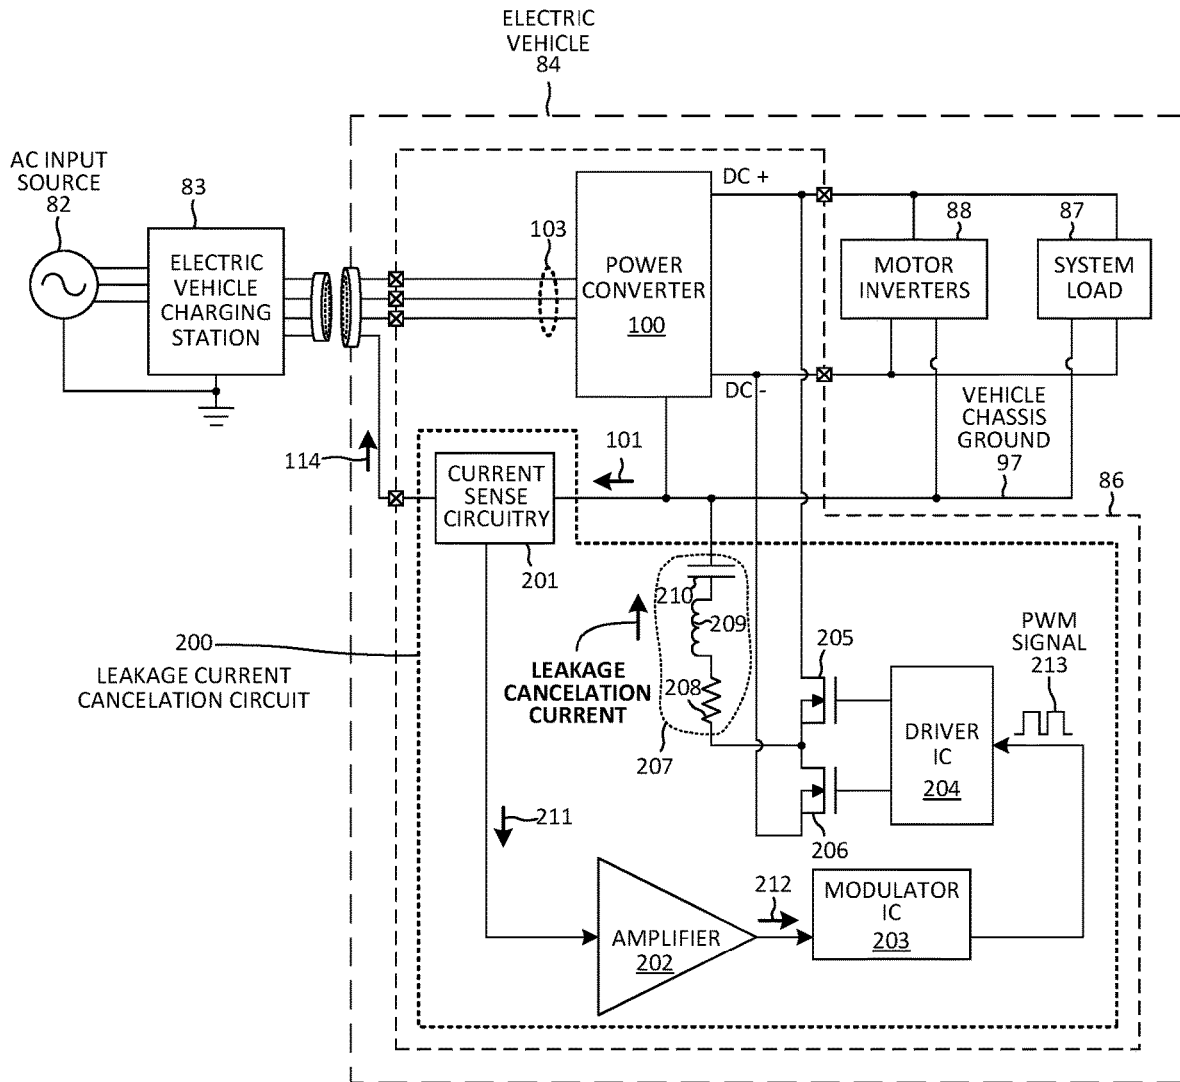 ELECTRIC
VEHICLE
84
AC INPUT
SOURCE
82
83
ELECTRIC
VEHICLE
CHARGING
STATION
103
POWER
CONVERTER
100
DC +
DC -
88
MOTOR
INVERTERS
87
SYSTEM
LOAD
VEHICLE
CHASSIS
GROUND
97
86
114
101
CURRENT
SENSE
CIRCUITRY
201
200
LEAKAGE CURRENT
CANCELATION CIRCUIT
210
209
208
LEAKAGE
CANCELATION
CURRENT
207
205
206
DRIVER
IC
204
PWM
SIGNAL
213
211
AMPLIFIER
202
212
MODULATOR
IC
203